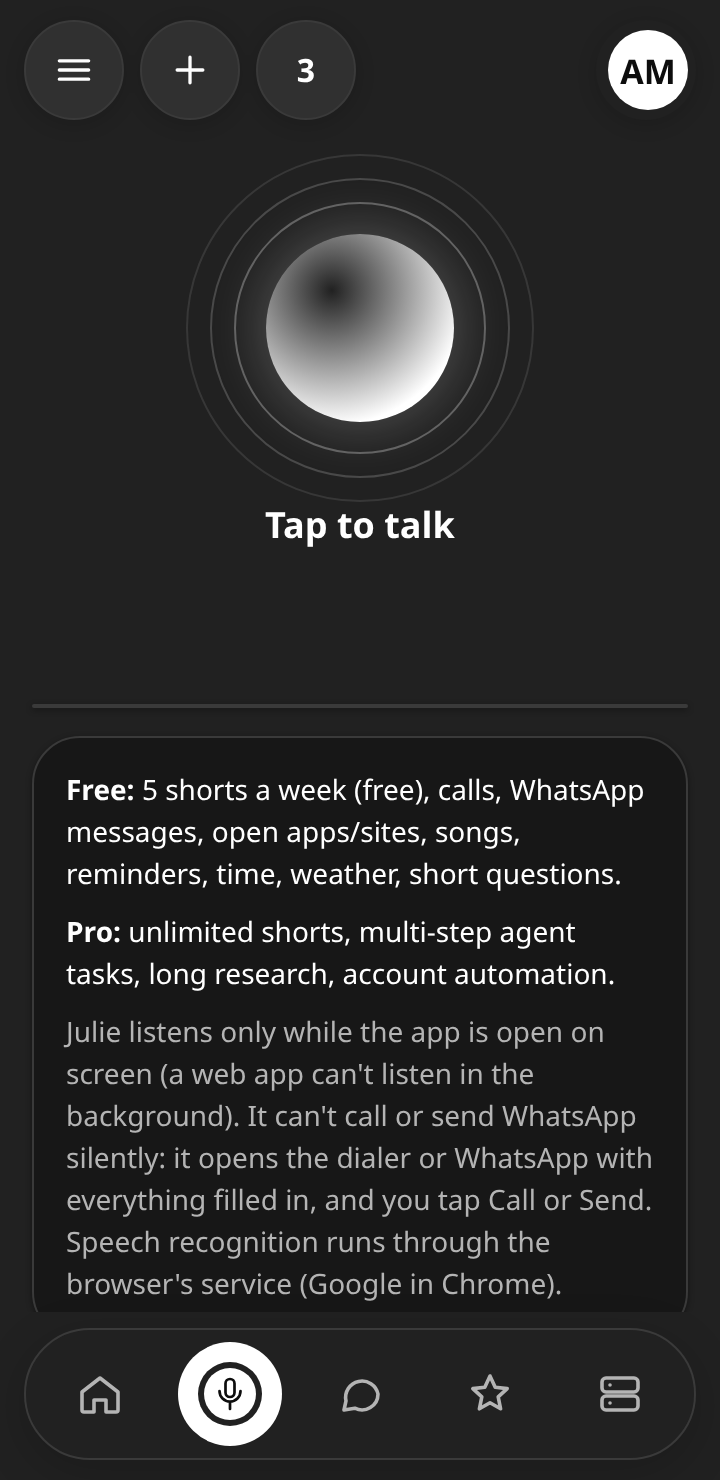 3
AM
Tap to talk
Free: 5 shorts a week (free), calls, WhatsApp
messages, open apps/sites, songs,
reminders, time, weather, short questions.
Pro: unlimited shorts, multi-step agent
tasks, long research, account automation.
Julie listens only while the app is open on
screen (a web app can't listen in the
background). It can't call or send WhatsApp
silently: it opens the dialer or WhatsApp with
everything filled in, and you tap Call or Send.
Speech recognition runs through the
browser's service (Google in Chrome).